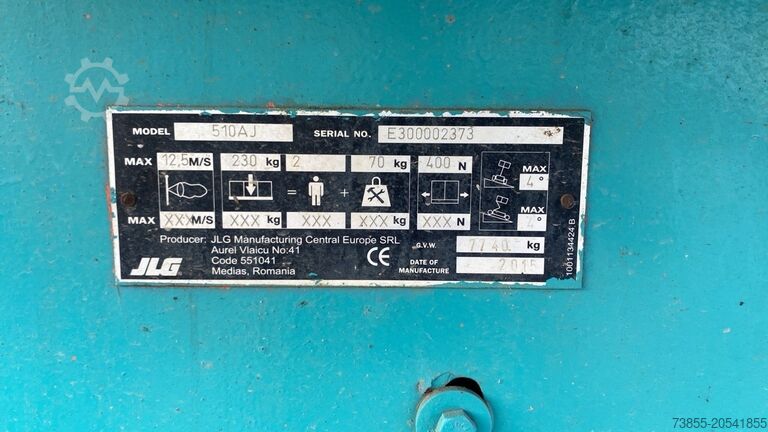 MODEL 510AJ SERIAL NO. E300002373
MAX 12,5 M/S 230 kg 2 70 kg 400 N MAX 4°
MAX XXX M/S XXX kg XXX XXX kg XXX N MAX 4°
Producer: JLG Manufacturing Central Europe SRL
Aurel Vlaicu No:41
Code 551041
Medias, Romania
JLG
CE
G.V.W. 7740 kg
DATE OF MANUFACTURE 2015
1001134424 B
73855-20541855